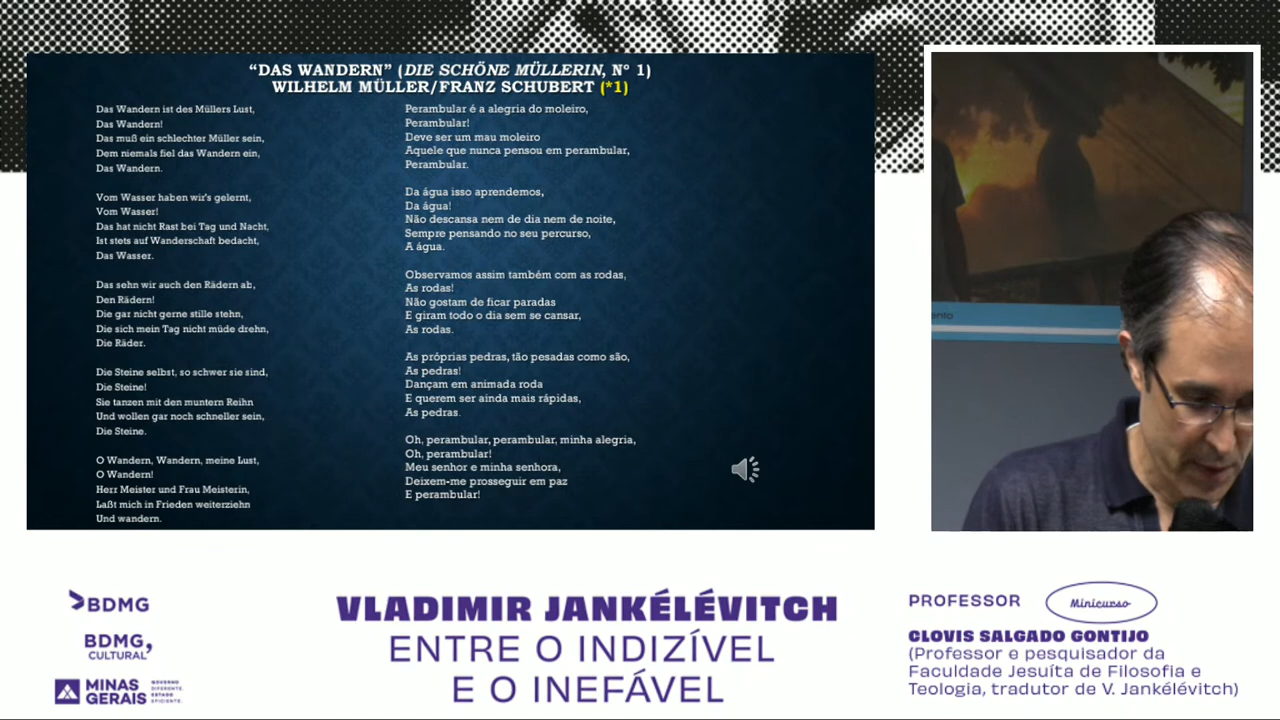 “DAS WANDERN” (DIE SCHÖNE MÜLLERIN, Nº 1)
WILHELM MÜLLER/FRANZ SCHUBERT (*1)
Das Wandern ist des Müllers Lust,
Das Wandern!
Das muß ein schlechter Müller sein,
Dem niemals fiel das Wandern ein,
Das Wandern.
Vom Wasser haben wir's gelernt,
Vom Wasser!
Das hat nicht Rast bei Tag und Nacht,
Ist stets auf Wanderschaft bedacht,
Das Wasser.
Das sehn wir auch den Rädern ab,
Den Rädern!
Die gar nicht gerne stille stehn,
Die sich mein Tag nicht müde drehn,
Die Räder.
Die Steine selbst, so schwer sie sind,
Die Steine!
Sie tanzen mit den muntern Reihn
Und wollen gar noch schneller sein,
Die Steine.
O Wandern, Wandern, meine Lust,
O Wandern!
Herr Meister und Frau Meisterin,
Laßt mich in Frieden weiterziehn
Und wandern.
Perambular é a alegria do moleiro,
Perambular!
Deve ser um mau moleiro
Aquele que nunca pensou em perambular,
Perambular.
Da água isso aprendemos,
Da água!
Não descansa nem de dia nem de noite,
Sempre pensando no seu percurso,
A água.
Observamos assim também com as rodas,
As rodas!
Não gostam de ficar paradas
E giram todo o dia sem se cansar,
As rodas.
As próprias pedras, tão pesadas como são,
As pedras!
Dançam em animada roda
E querem ser ainda mais rápidas,
As pedras.
Oh, perambular, perambular, minha alegria,
Oh, perambular!
Meu senhor e minha senhora,
Deixem-me prosseguir em paz
E perambular!
ento
BDMG
BDMG
CULTURAL
MINAS
GERAIS
GOVERNO
DIFERENTE.
ESTADO
EFICIENTE.
VLADIMIR JANKÉLÉVITCH
ENTRE O INDIZÍVEL
E O INEFÁVEL
PROFESSOR
Minicurso
CLOVIS SALGADO GONTIJO
(Professor e pesquisador da
Faculdade Jesuíta de Filosofia e
Teologia, tradutor de V. Jankélévitch)